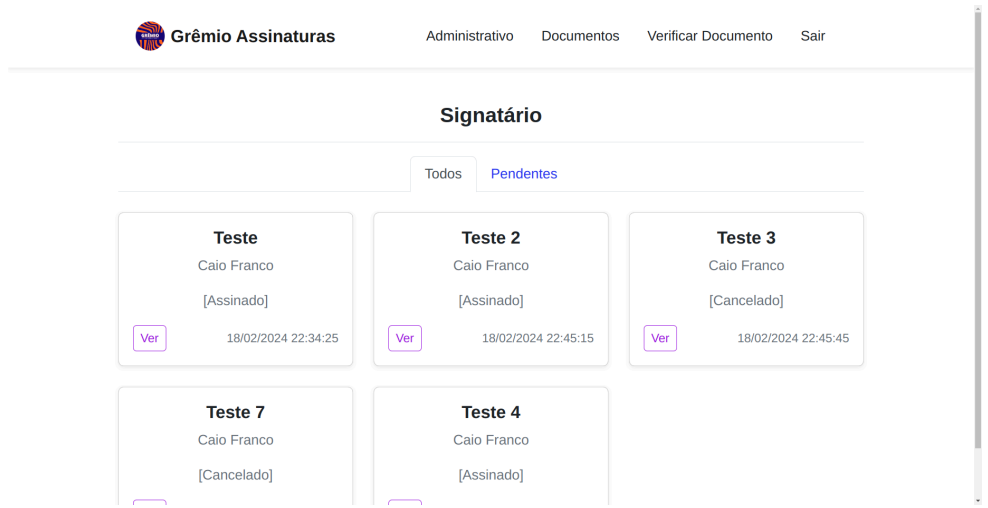 GRÊMIO
Grêmio Assinaturas
Administrativo
Documentos
Verificar Documento
Sair
Signatário
Todos
Pendentes
Teste
Caio Franco
[Assinado]
Ver
18/02/2024 22:34:25
Teste 2
Caio Franco
[Assinado]
Ver
18/02/2024 22:45:15
Teste 3
Caio Franco
[Cancelado]
Ver
18/02/2024 22:45:45
Teste 7
Caio Franco
[Cancelado]
Teste 4
Caio Franco
[Assinado]